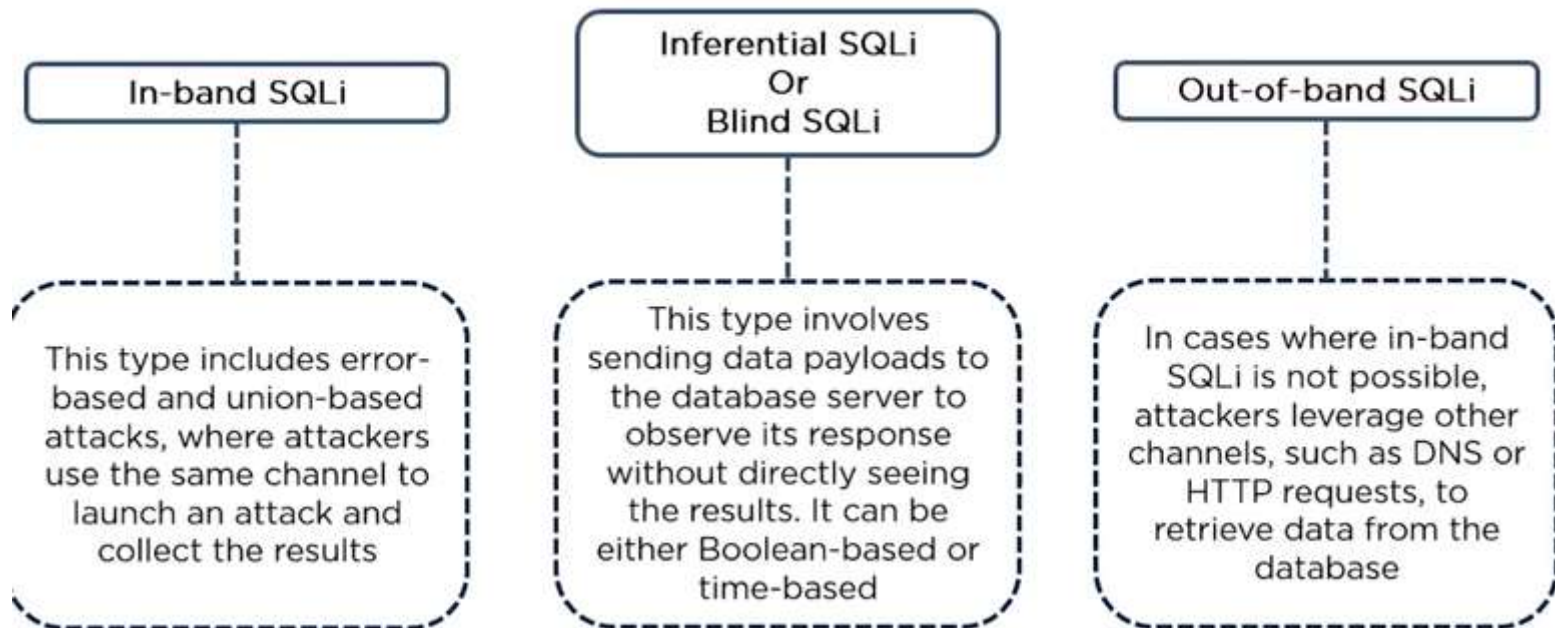 In-band SQLi
This type includes error-
based and union-based
attacks, where attackers
use the same channel to
launch an attack and
collect the results
Inferential SQLi
Or
Blind SQLi
This type involves
sending data payloads to
the database server to
observe its response
without directly seeing
the results. It can be
either Boolean-based or
time-based
Out-of-band SQLi
In cases where in-band
SQLi is not possible,
attackers leverage other
channels, such as DNS or
HTTP requests, to
retrieve data from the
database